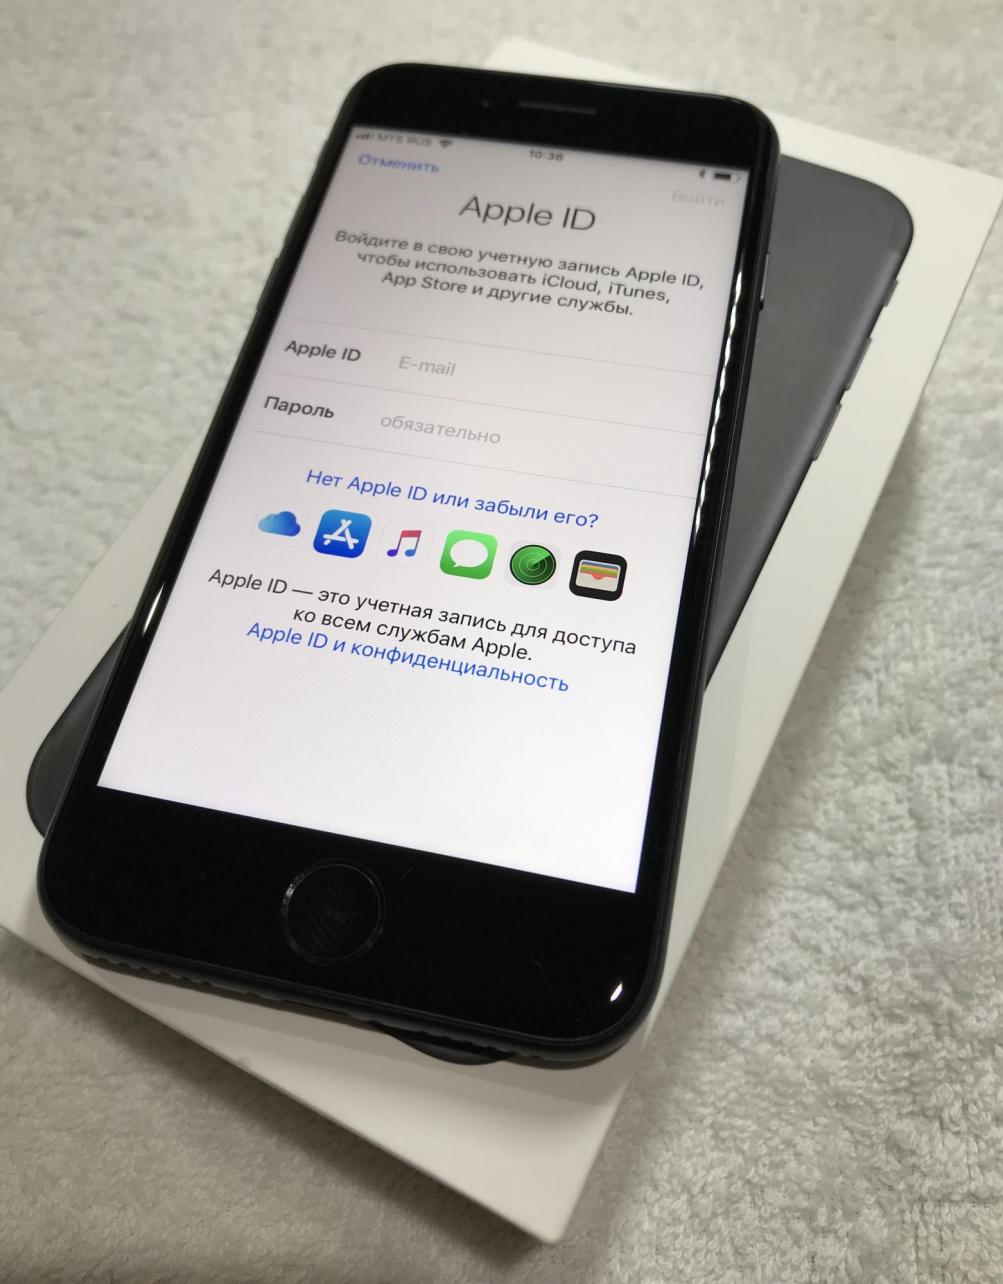 MTS RUS
10:36
Отменить
Войти
Apple ID
Войдите в свою учетную запись Apple ID,
чтобы использовать iCloud, iTunes,
App Store и другие службы.
Apple ID E-mail
Пароль обязательно
Нет Apple ID или забыли его?
Apple ID — это учетная запись для доступа
ко всем службам Apple.
Apple ID и конфиденциальность